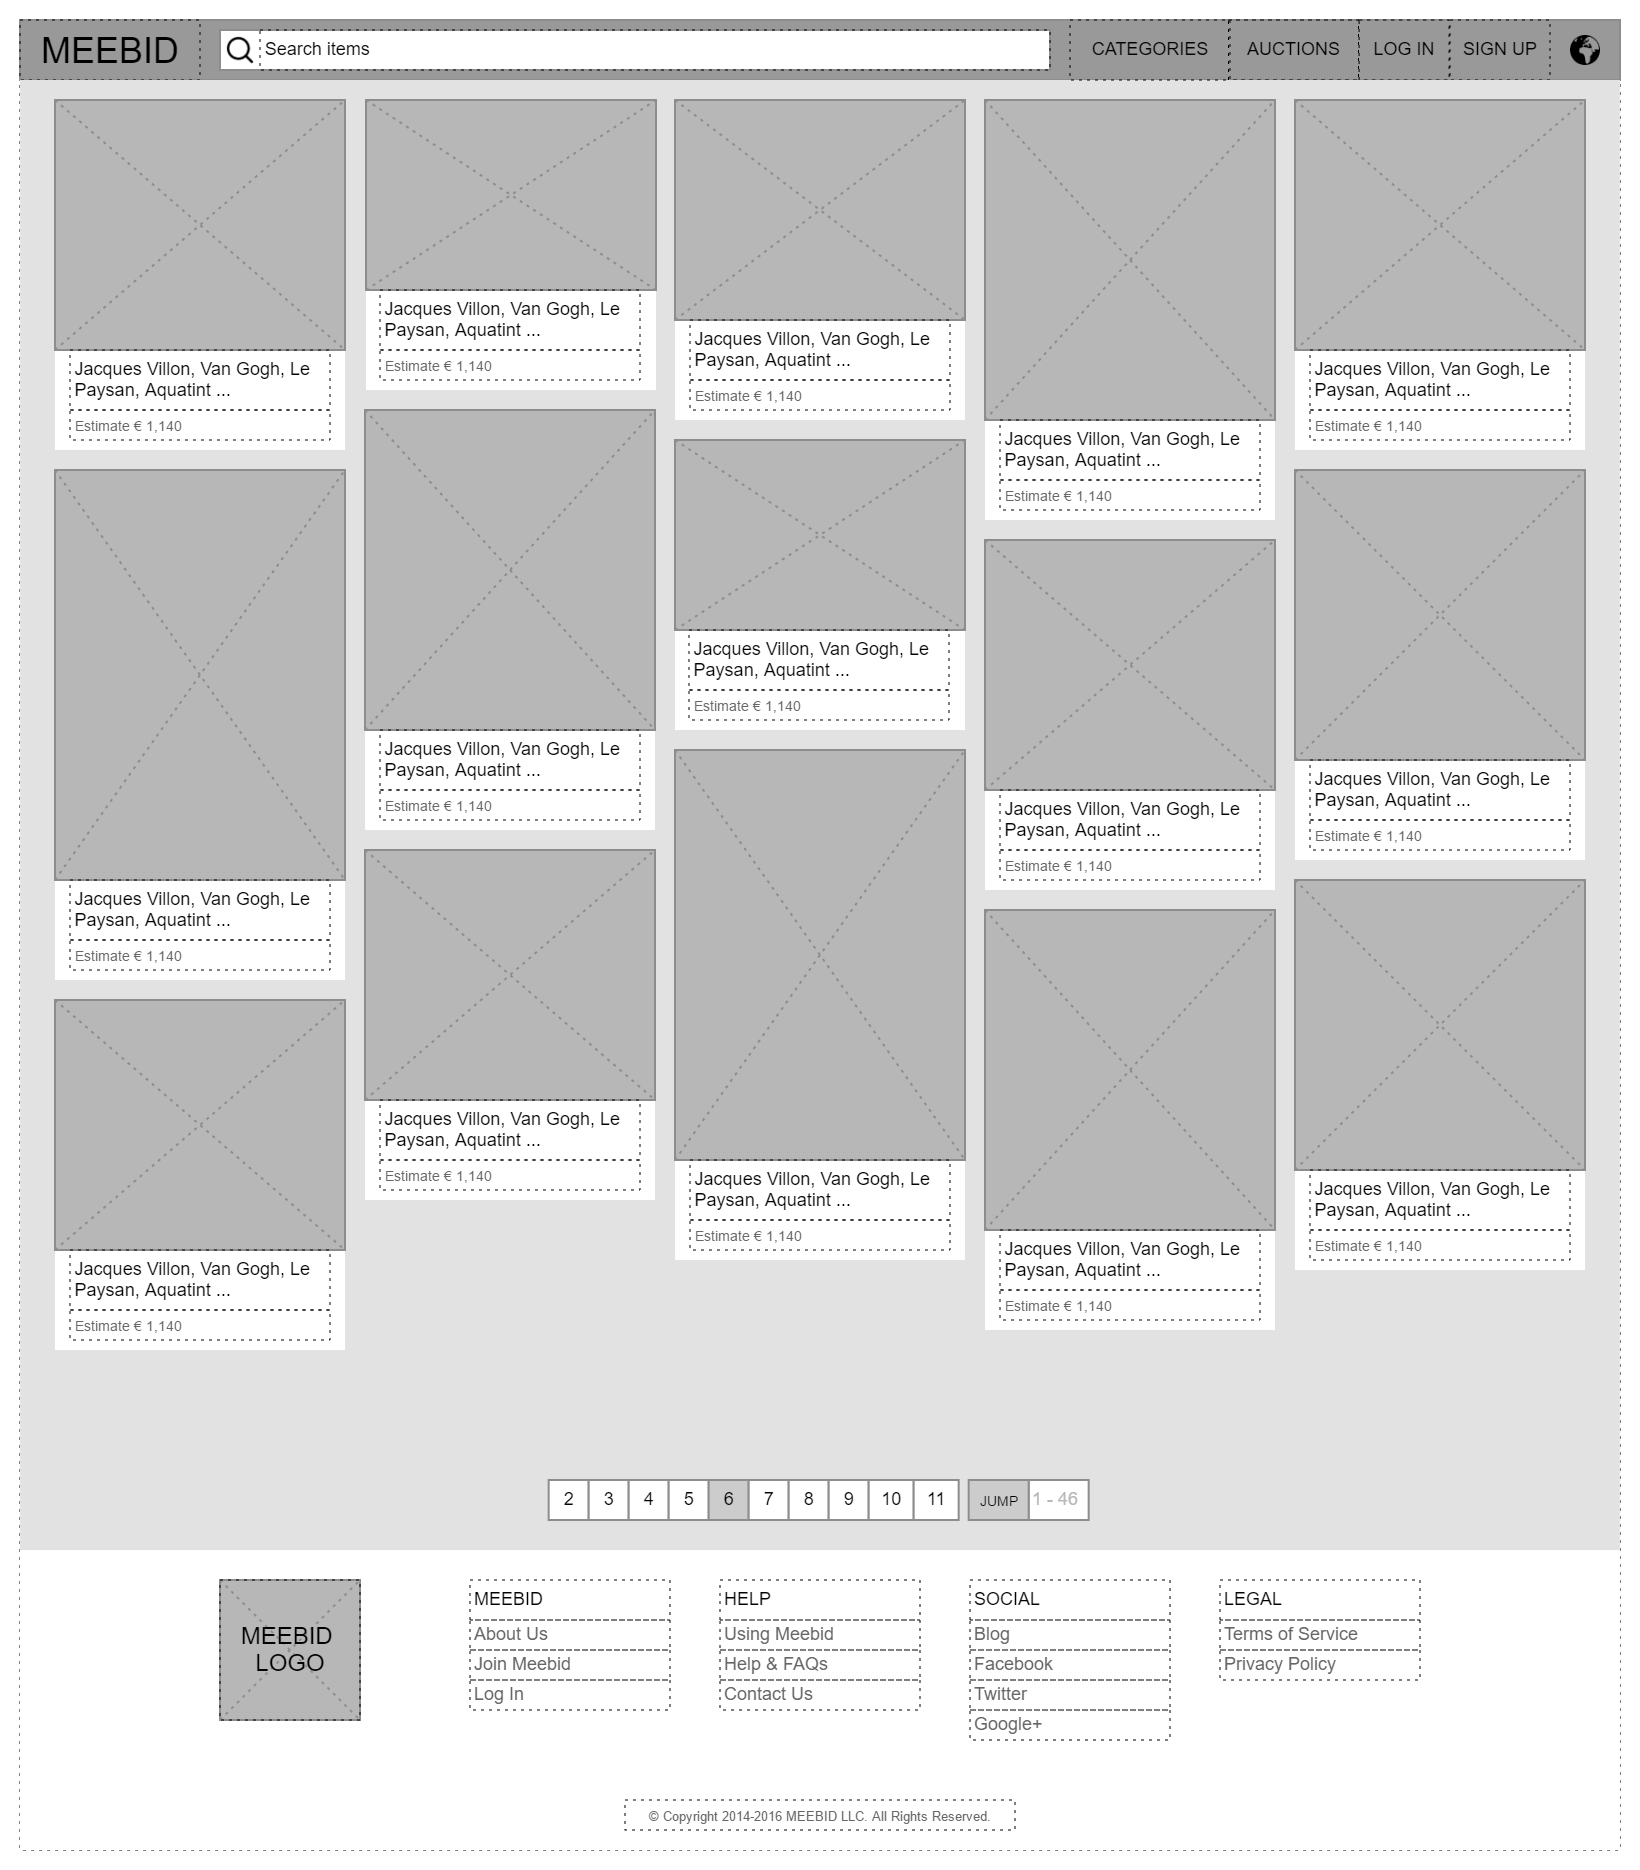 MEEBID
Search items
CATEGORIES
AUCTIONS
LOG IN
SIGN UP
Jacques Villon, Van Gogh, Le
Paysan, Aquatint ...
Estimate € 1,140
Jacques Villon, Van Gogh, Le
Paysan, Aquatint ...
Estimate € 1,140
Jacques Villon, Van Gogh, Le
Paysan, Aquatint ...
Estimate € 1,140
Jacques Villon, Van Gogh, Le
Paysan, Aquatint ...
Estimate € 1,140
Jacques Villon, Van Gogh, Le
Paysan, Aquatint ...
Estimate € 1,140
Jacques Villon, Van Gogh, Le
Paysan, Aquatint ...
Estimate € 1,140
Jacques Villon, Van Gogh, Le
Paysan, Aquatint ...
Estimate € 1,140
Jacques Villon, Van Gogh, Le
Paysan, Aquatint ...
Estimate € 1,140
Jacques Villon, Van Gogh, Le
Paysan, Aquatint ...
Estimate € 1,140
Jacques Villon, Van Gogh, Le
Paysan, Aquatint ...
Estimate € 1,140
Jacques Villon, Van Gogh, Le
Paysan, Aquatint ...
Estimate € 1,140
Jacques Villon, Van Gogh, Le
Paysan, Aquatint ...
Estimate € 1,140
Jacques Villon, Van Gogh, Le
Paysan, Aquatint ...
Estimate € 1,140
Jacques Villon, Van Gogh, Le
Paysan, Aquatint ...
Estimate € 1,140
Jacques Villon, Van Gogh, Le
Paysan, Aquatint ...
Estimate € 1,140
2 3 4 5 6 7 8 9 10 11 JUMP 1 - 46
MEEBID
LOGO
MEEBID
About Us
Join Meebid
Log In
HELP
Using Meebid
Help & FAQs
Contact Us
SOCIAL
Blog
Facebook
Twitter
Google+
LEGAL
Terms of Service
Privacy Policy
© Copyright 2014-2016 MEEBID LLC. All Rights Reserved.